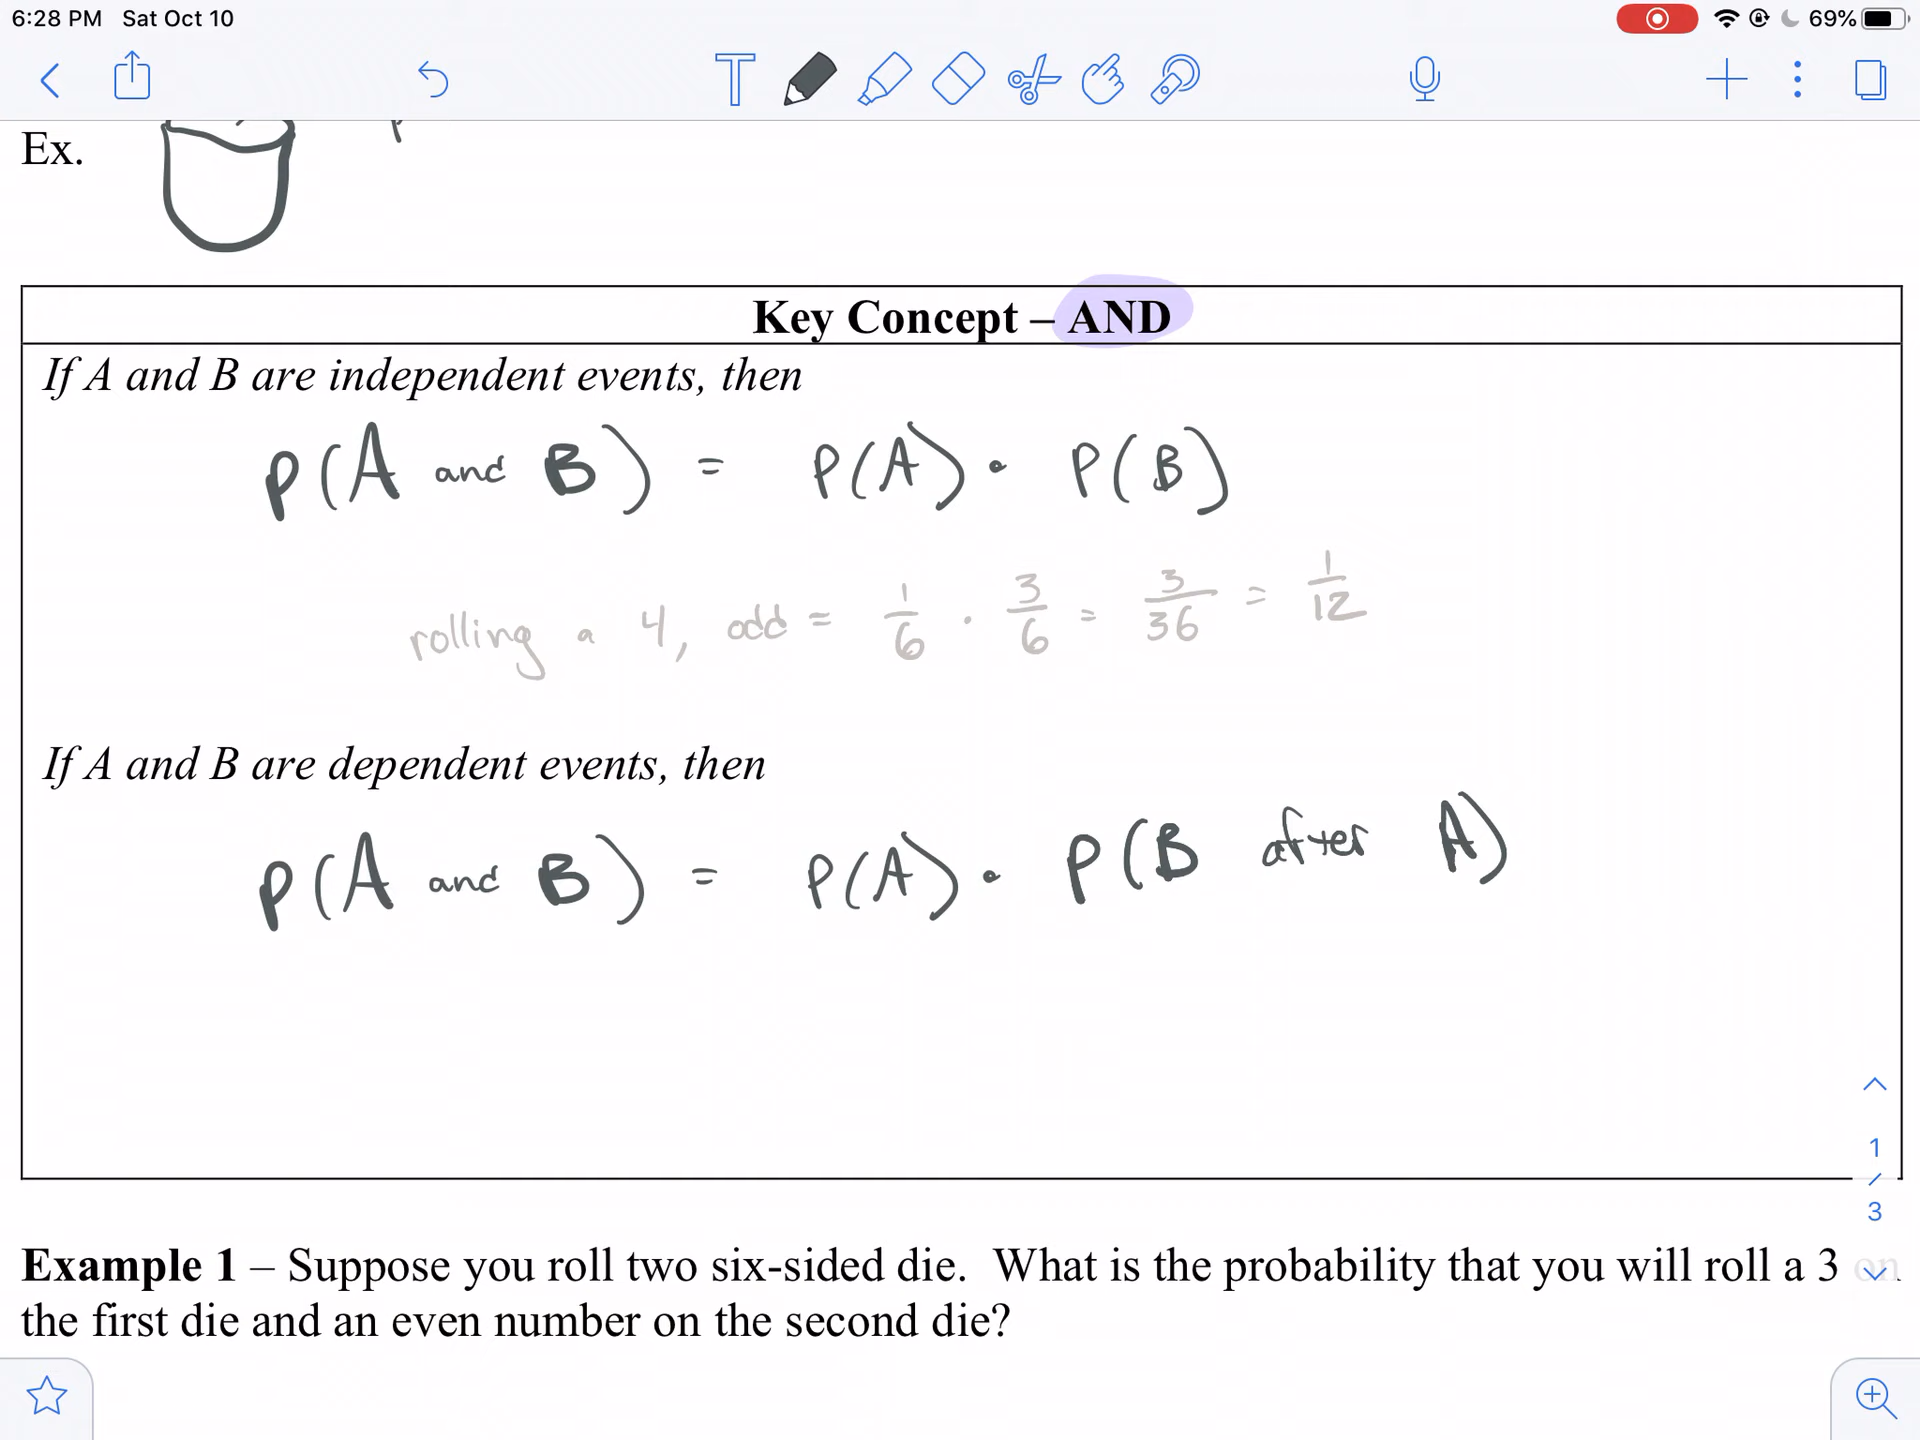 6:28 PM Sat Oct 10 69%
T
Ex.
Key Concept – AND
If A and B are independent events, then
P(A and B) = P(A) • P(B)
rolling a 4, odd = 1/6 · 3/6 = 3/36 = 1/12
If A and B are dependent events, then
P(A and B) = P(A) • P(B after A)
1
/
3
Example 1 – Suppose you roll two six-sided die. What is the probability that you will roll a 3 on
the first die and an even number on the second die?